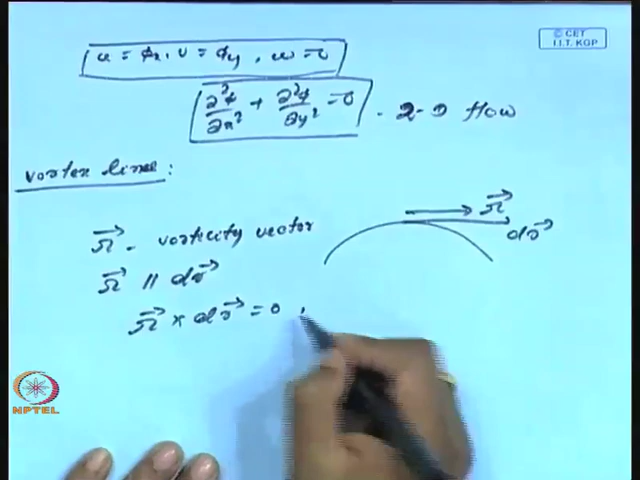 u = φx, v = φy, w = 0
© CET
I.I.T. KGP
∂²φ/∂x² + ∂²φ/∂y² = 0 . 2-D flow
Vortex lines :
Ω⃗ - vorticity vector
Ω⃗
dr⃗
Ω⃗ || dr⃗
Ω⃗ × dr⃗ = 0
NPTEL